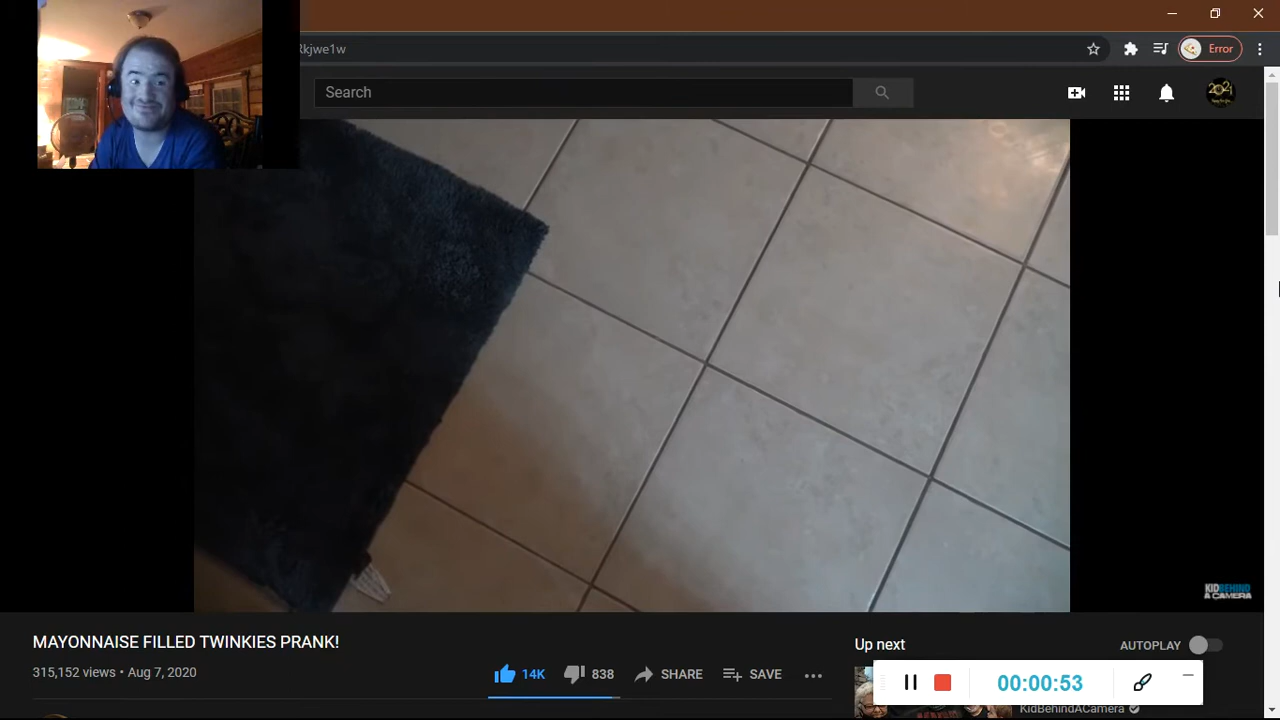 Rkjwe1w
Error
Search
2021
KIDBEHIND
A CAMERA
MAYONNAISE FILLED TWINKIES PRANK!
315,152 views • Aug 7, 2020
14K
838
SHARE
SAVE
Up next
AUTOPLAY
00:00:53
KidBehindACamera